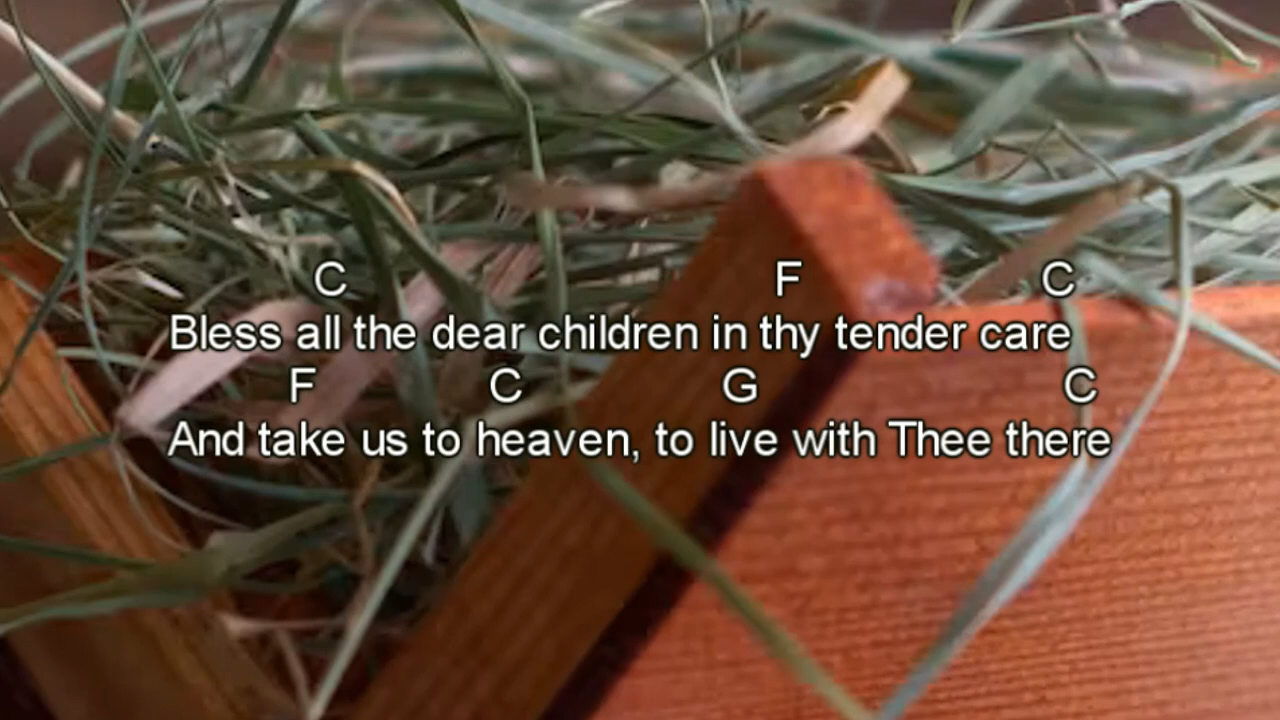 C F C
Bless all the dear children in thy tender care
F C G C
And take us to heaven, to live with Thee there